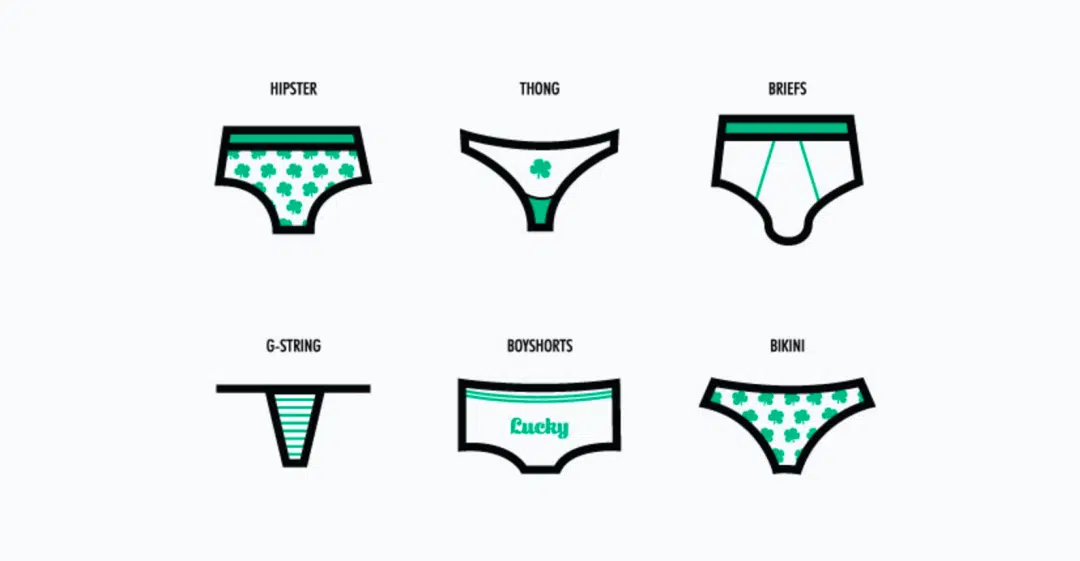 HIPSTER
THONG
BRIEFS
G-STRING
BOYSHORTS
BIKINI
Lucky